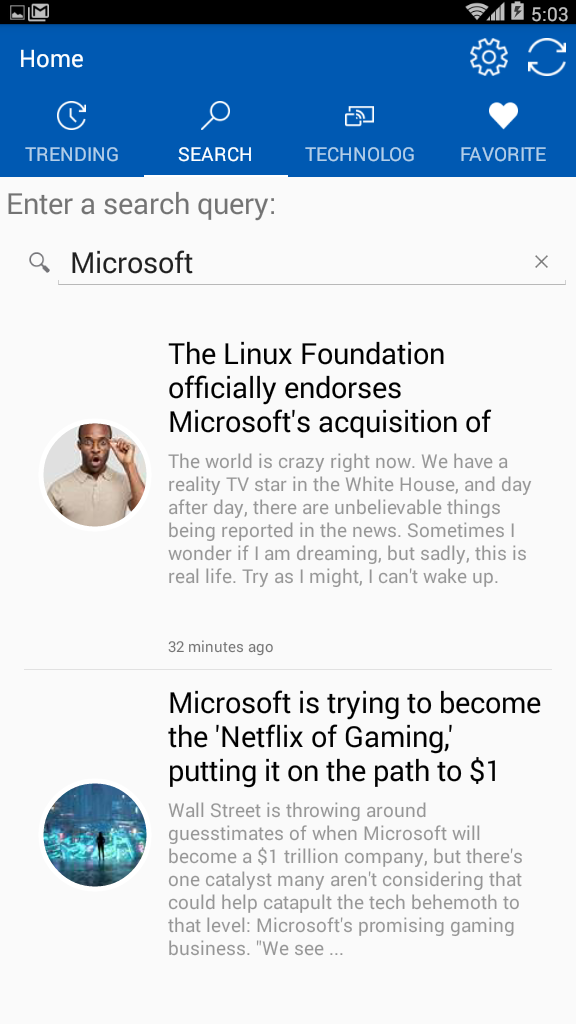 5:03
Home
TRENDING
SEARCH
TECHNOLOG
FAVORITE
Enter a search query:
Microsoft
The Linux Foundation
officially endorses
Microsoft's acquisition of
The world is crazy right now. We have a
reality TV star in the White House, and day
after day, there are unbelievable things
being reported in the news. Sometimes I
wonder if I am dreaming, but sadly, this is
real life. Try as I might, I can't wake up.
32 minutes ago
Microsoft is trying to become
the 'Netflix of Gaming,'
putting it on the path to $1
Wall Street is throwing around
guesstimates of when Microsoft will
become a $1 trillion company, but there's
one catalyst many aren't considering that
could help catapult the tech behemoth to
that level: Microsoft's promising gaming
business. "We see ...